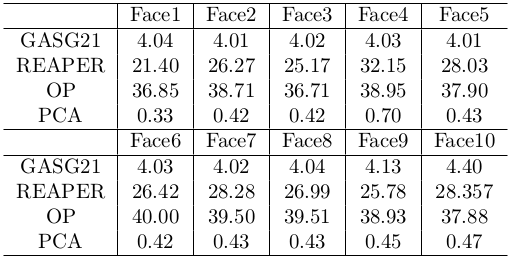 Face1 Face2 Face3 Face4 Face5
GASG21 4.04 4.01 4.02 4.03 4.01
REAPER 21.40 26.27 25.17 32.15 28.03
OP 36.85 38.71 36.71 38.95 37.90
PCA 0.33 0.42 0.42 0.70 0.43
Face6 Face7 Face8 Face9 Face10
GASG21 4.03 4.02 4.04 4.13 4.40
REAPER 26.42 28.28 26.99 25.78 28.357
OP 40.00 39.50 39.51 38.93 37.88
PCA 0.42 0.43 0.43 0.45 0.47